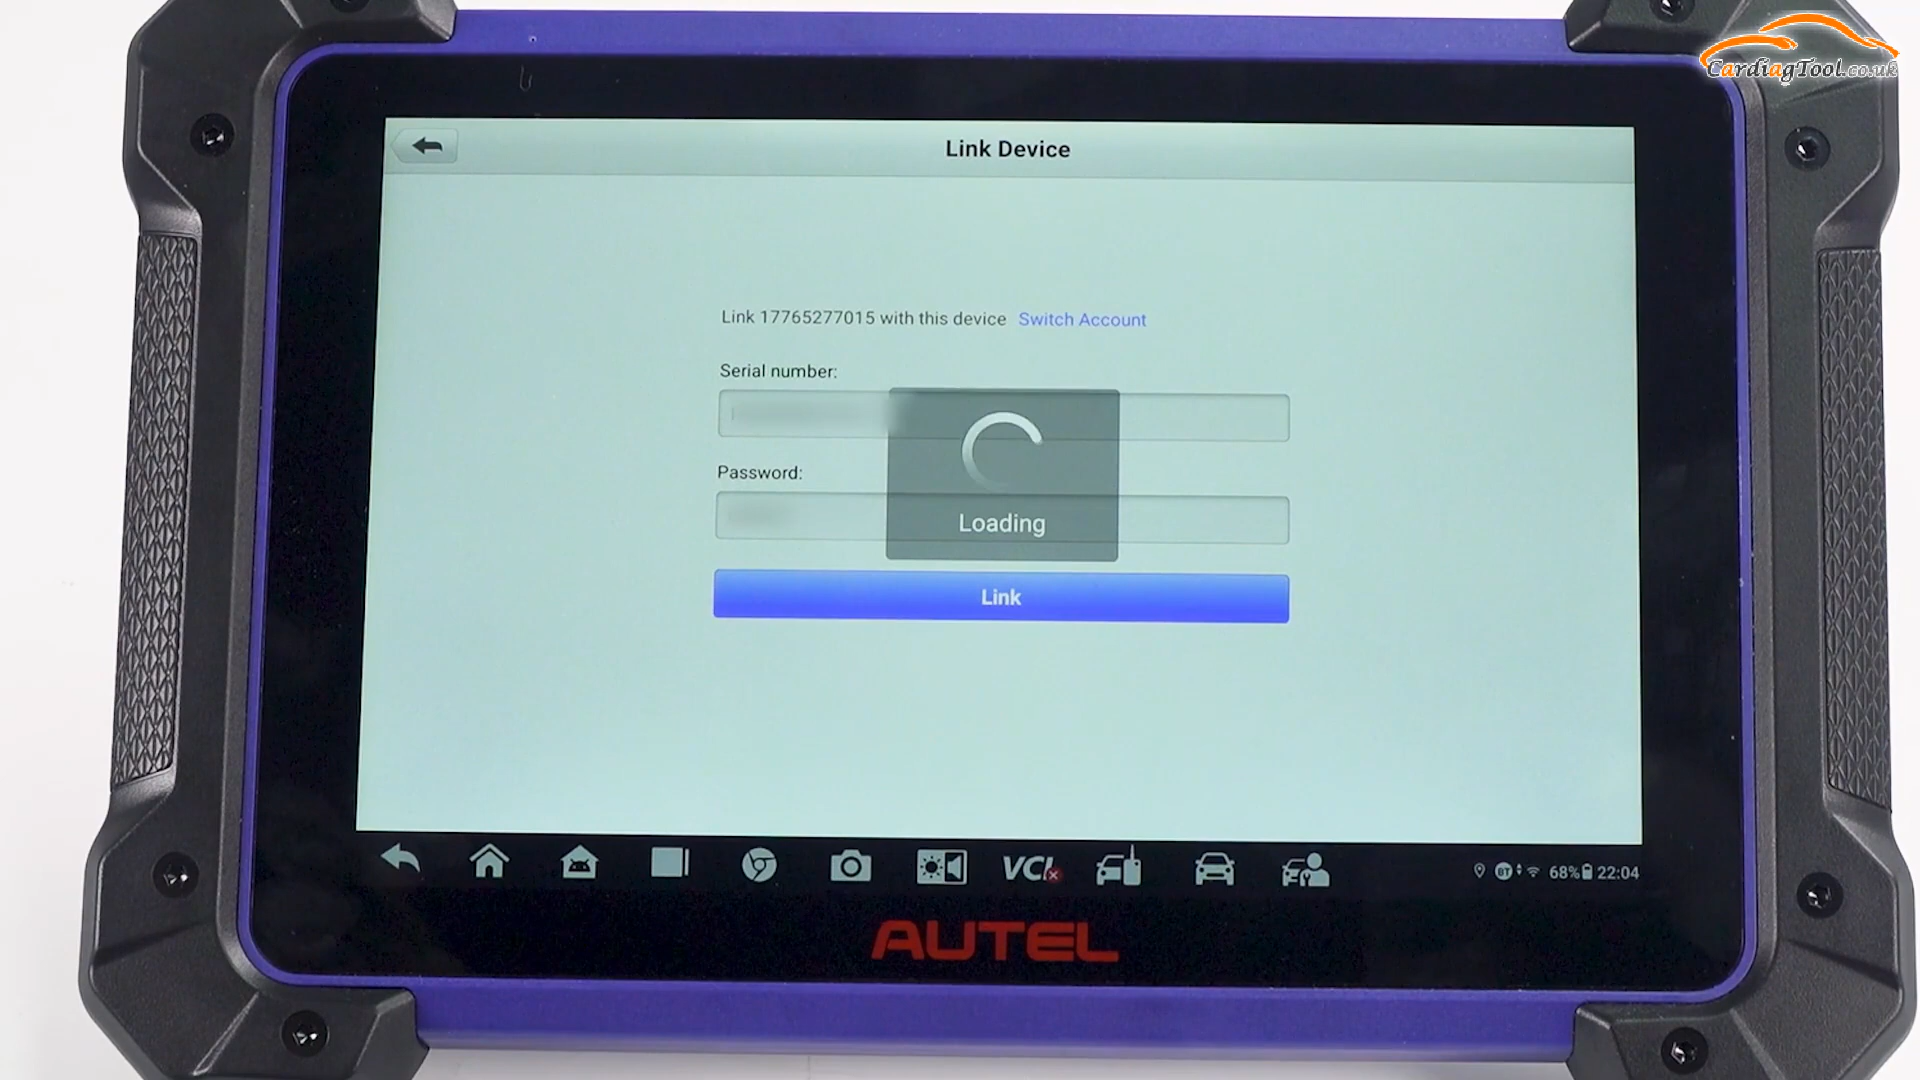 CardiagTool.co.uk
Link Device
Link 17765277015 with this device Switch Account
Serial number:
Password:
Loading
Link
VCI
BT 68% 22:04
AUTEL